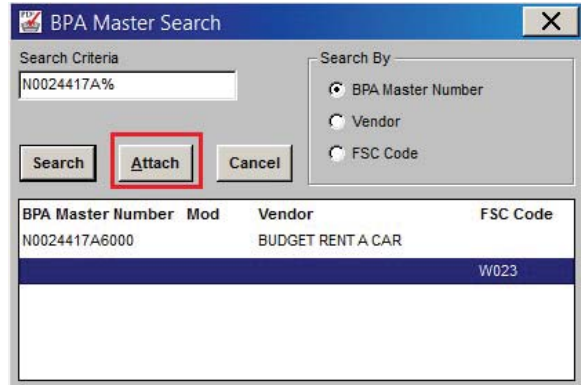 BPA Master Search
Search Criteria
N0024417A%
Search Attach Cancel
Search By
BPA Master Number
Vendor
FSC Code
BPA Master Number Mod Vendor FSC Code
N0024417A6000 BUDGET RENT A CAR
W023